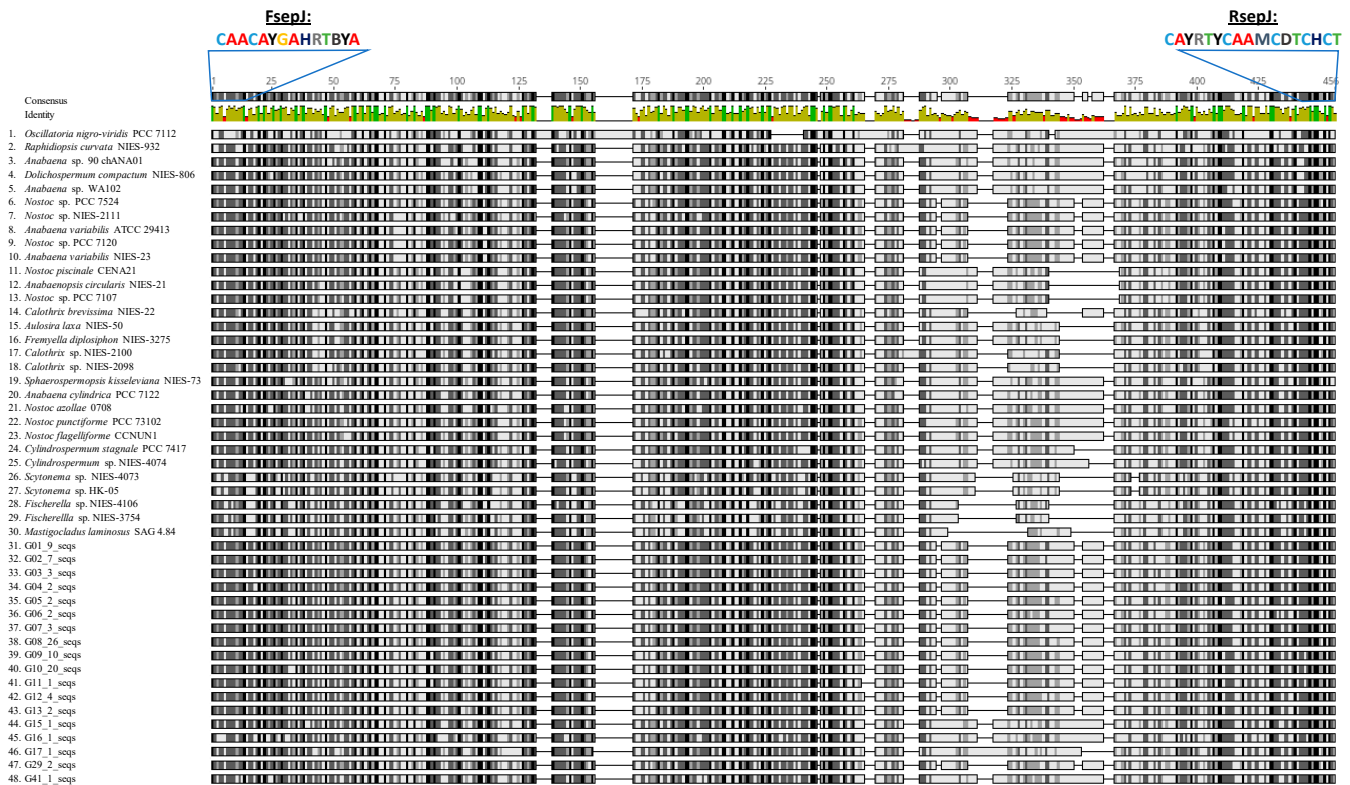 FsepJ:
RsepJ:
CAACAYGAHRTBYA
CAYRTYCAAMCDTCHCT
1 25 50 75 100 125 150 175 200 225 250 275 300 325 350 375 400 425 456
Consensus
Identity
1. Oscillatoria nigro-viridis PCC 7112
2. Raphidiopsis curvata NIES-932
3. Anabaena sp. 90 chANA01
4. Dolichospermum compactum NIES-806
5. Anabaena sp. WA102
6. Nostoc sp. PCC 7524
7. Nostoc sp. NIES-2111
8. Anabaena variabilis ATCC 29413
9. Nostoc sp. PCC 7120
10. Anabaena variabilis NIES-23
11. Nostoc piscinale CENA21
12. Anabaenopsis circularis NIES-21
13. Nostoc sp. PCC 7107
14. Calothrix brevissima NIES-22
15. Aulosira laxa NIES-50
16. Fremyella diplosiphon NIES-3275
17. Calothrix sp. NIES-2100
18. Calothrix sp. NIES-2098
19. Sphaerospermopsis kisseleviana NIES-73
20. Anabaena cylindrica PCC 7122
21. Nostoc azollae 0708
22. Nostoc punctiforme PCC 73102
23. Nostoc flagelliforme CCNUN1
24. Cylindrospermum stagnale PCC 7417
25. Cylindrospermum sp. NIES-4074
26. Scytonema sp. NIES-4073
27. Scytonema sp. HK-05
28. Fischerella sp. NIES-4106
29. Fischerellla sp. NIES-3754
30. Mastigocladus laminosus SAG 4.84
31. G01_9_seqs
32. G02_7_seqs
33. G03_3_seqs
34. G04_2_seqs
35. G05_2_seqs
36. G06_2_seqs
37. G07_3_seqs
38. G08_26_seqs
39. G09_10_seqs
40. G10_20_seqs
41. G11_1_seqs
42. G12_4_seqs
43. G13_2_seqs
44. G15_1_seqs
45. G16_1_seqs
46. G17_1_seqs
47. G29_2_seqs
48. G41_1_seqs